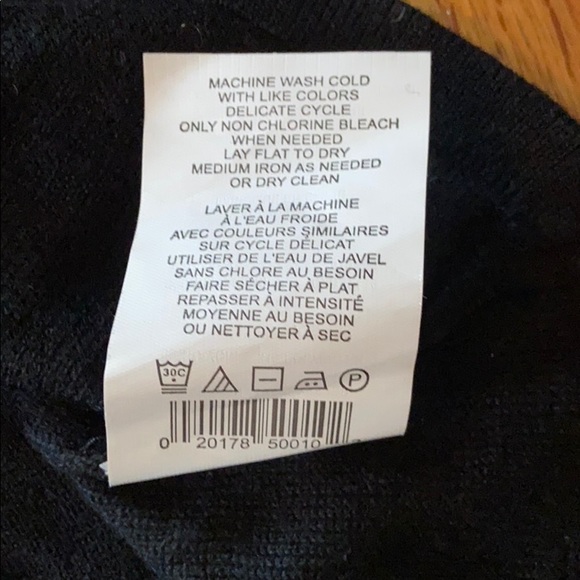 MACHINE WASH COLD
WITH LIKE COLORS
DELICATE CYCLE
ONLY NON CHLORINE BLEACH
WHEN NEEDED
LAY FLAT TO DRY
MEDIUM IRON AS NEEDED
OR DRY CLEAN
LAVER À LA MACHINE
À L'EAU FROIDE
AVEC COULEURS SIMILAIRES
SUR CYCLE DÉLICAT
UTILISER DE L'EAU DE JAVEL
SANS CHLORE AU BESOIN
FAIRE SÉCHER À PLAT
REPASSER À INTENSITÉ
MOYENNE AU BESOIN
OU NETTOYER À SEC
30C P
0 20178 50010